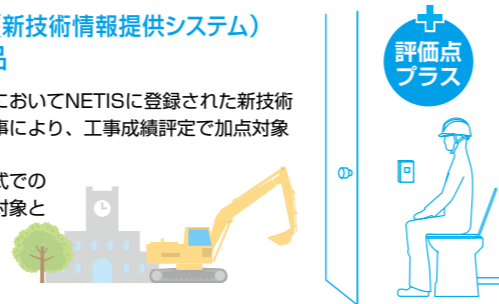 (新技術情報提供システム)
品
においてNETISに登録された新技術
事により、工事成績評定で加点対象
式での
対象と
評価点
プラス